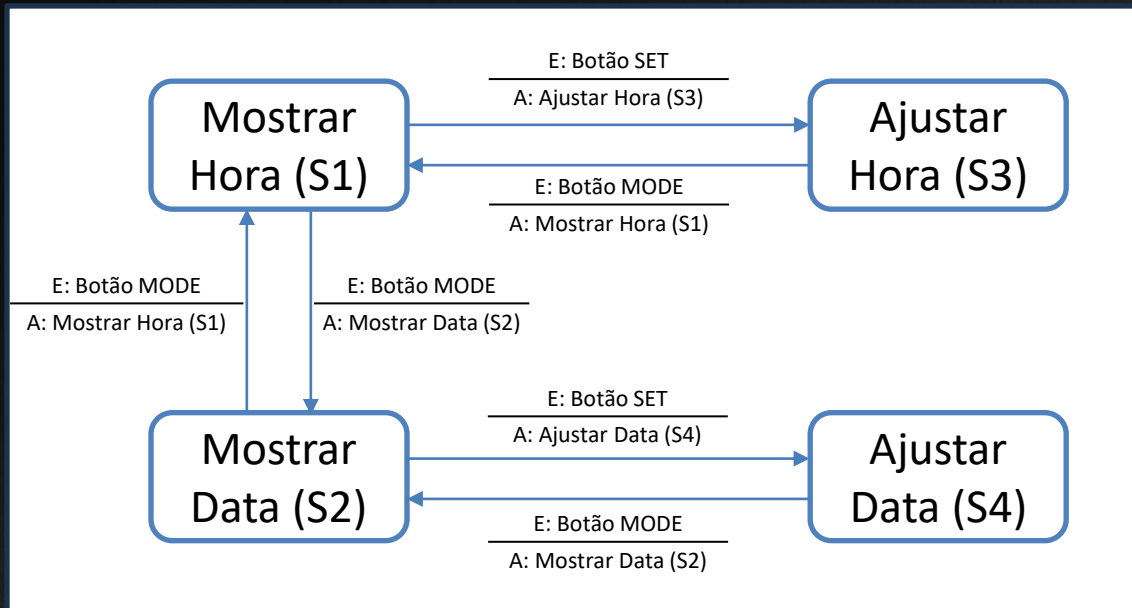 E: Botão SET
A: Ajustar Hora (S3)
Mostrar
Hora (S1)
Ajustar
Hora (S3)
E: Botão MODE
A: Mostrar Hora (S1)
E: Botão MODE
A: Mostrar Hora (S1)
E: Botão MODE
A: Mostrar Data (S2)
E: Botão SET
A: Ajustar Data (S4)
Mostrar
Data (S2)
Ajustar
Data (S4)
E: Botão MODE
A: Mostrar Data (S2)